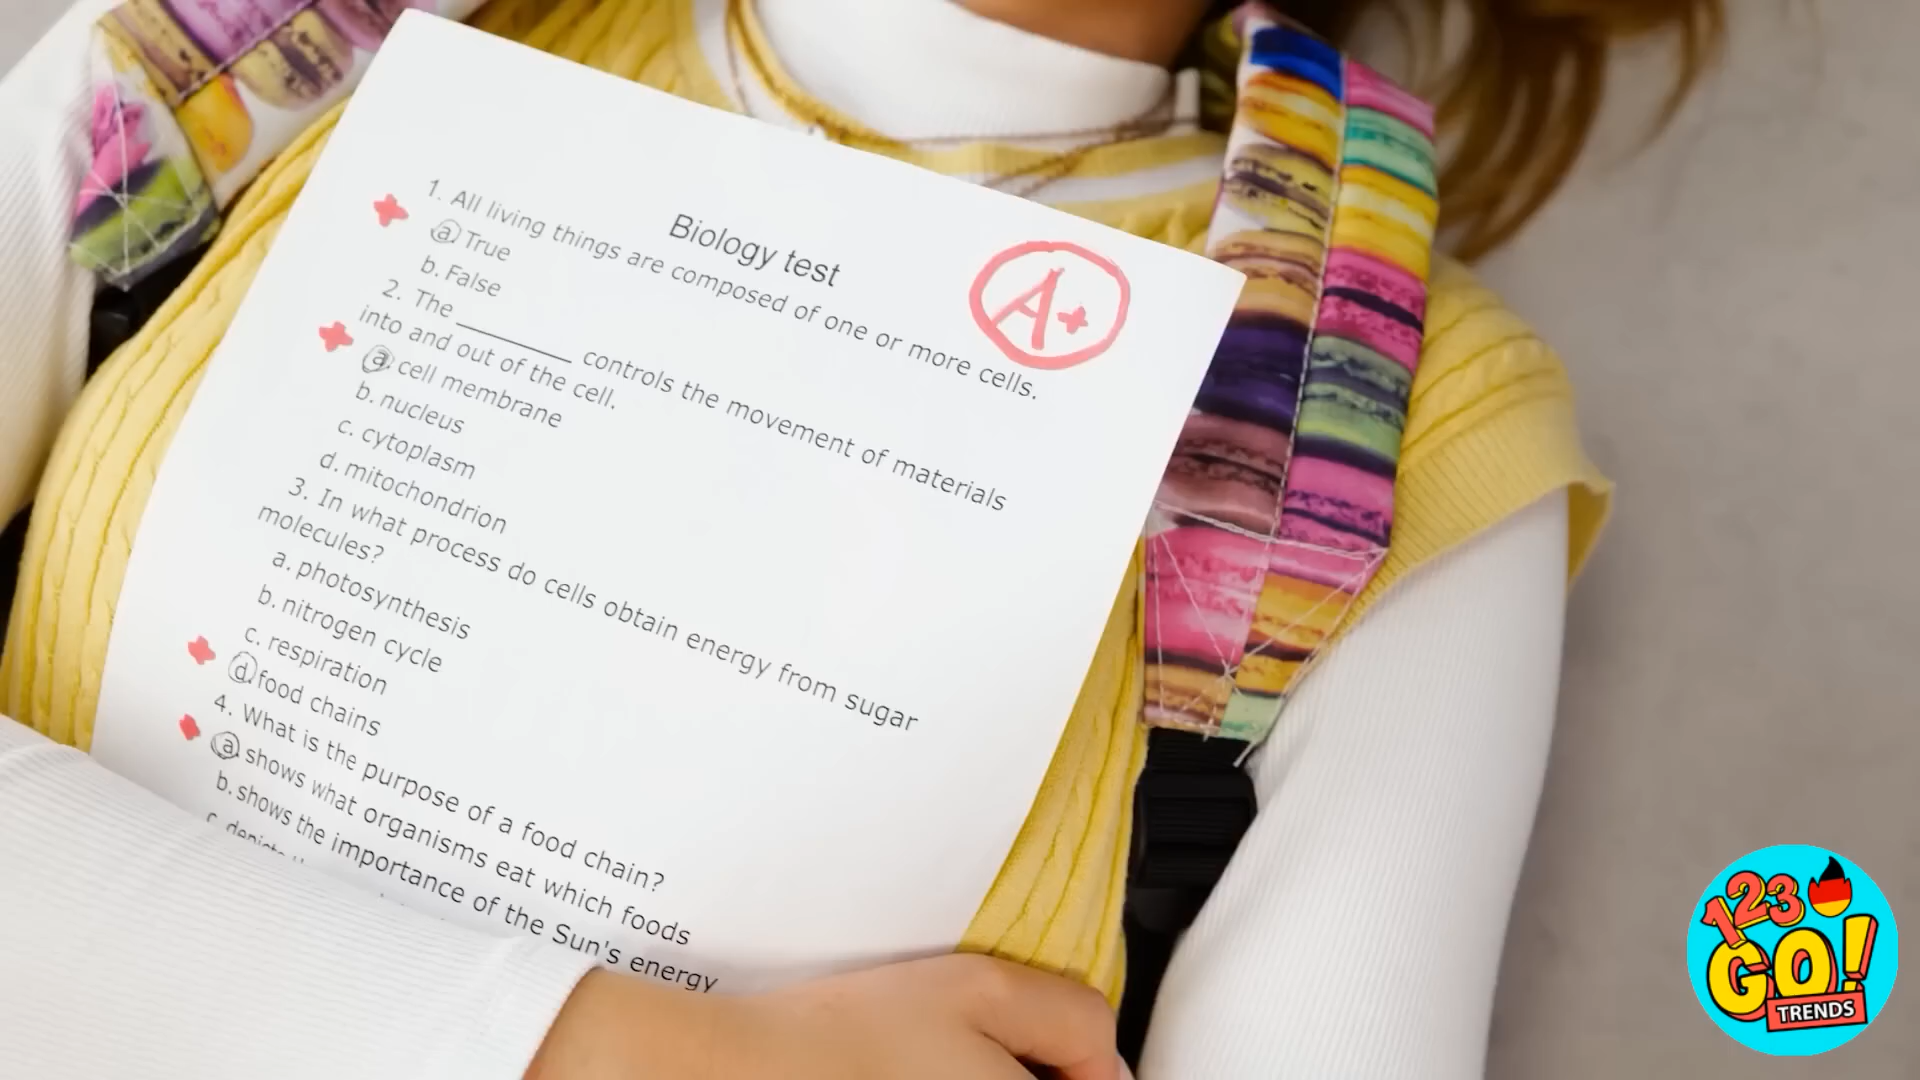 Biology test
A+
1. All living things are composed of one or more cells.
a. True
b. False
2. The __________ controls the movement of materials
into and out of the cell.
a. cell membrane
b. nucleus
c. cytoplasm
d. mitochondrion
3. In what process do cells obtain energy from sugar
molecules?
a. photosynthesis
b. nitrogen cycle
c. respiration
d. food chains
4. What is the purpose of a food chain?
a. shows what organisms eat which foods
b. shows the importance of the Sun's energy
123
GO!
TRENDS